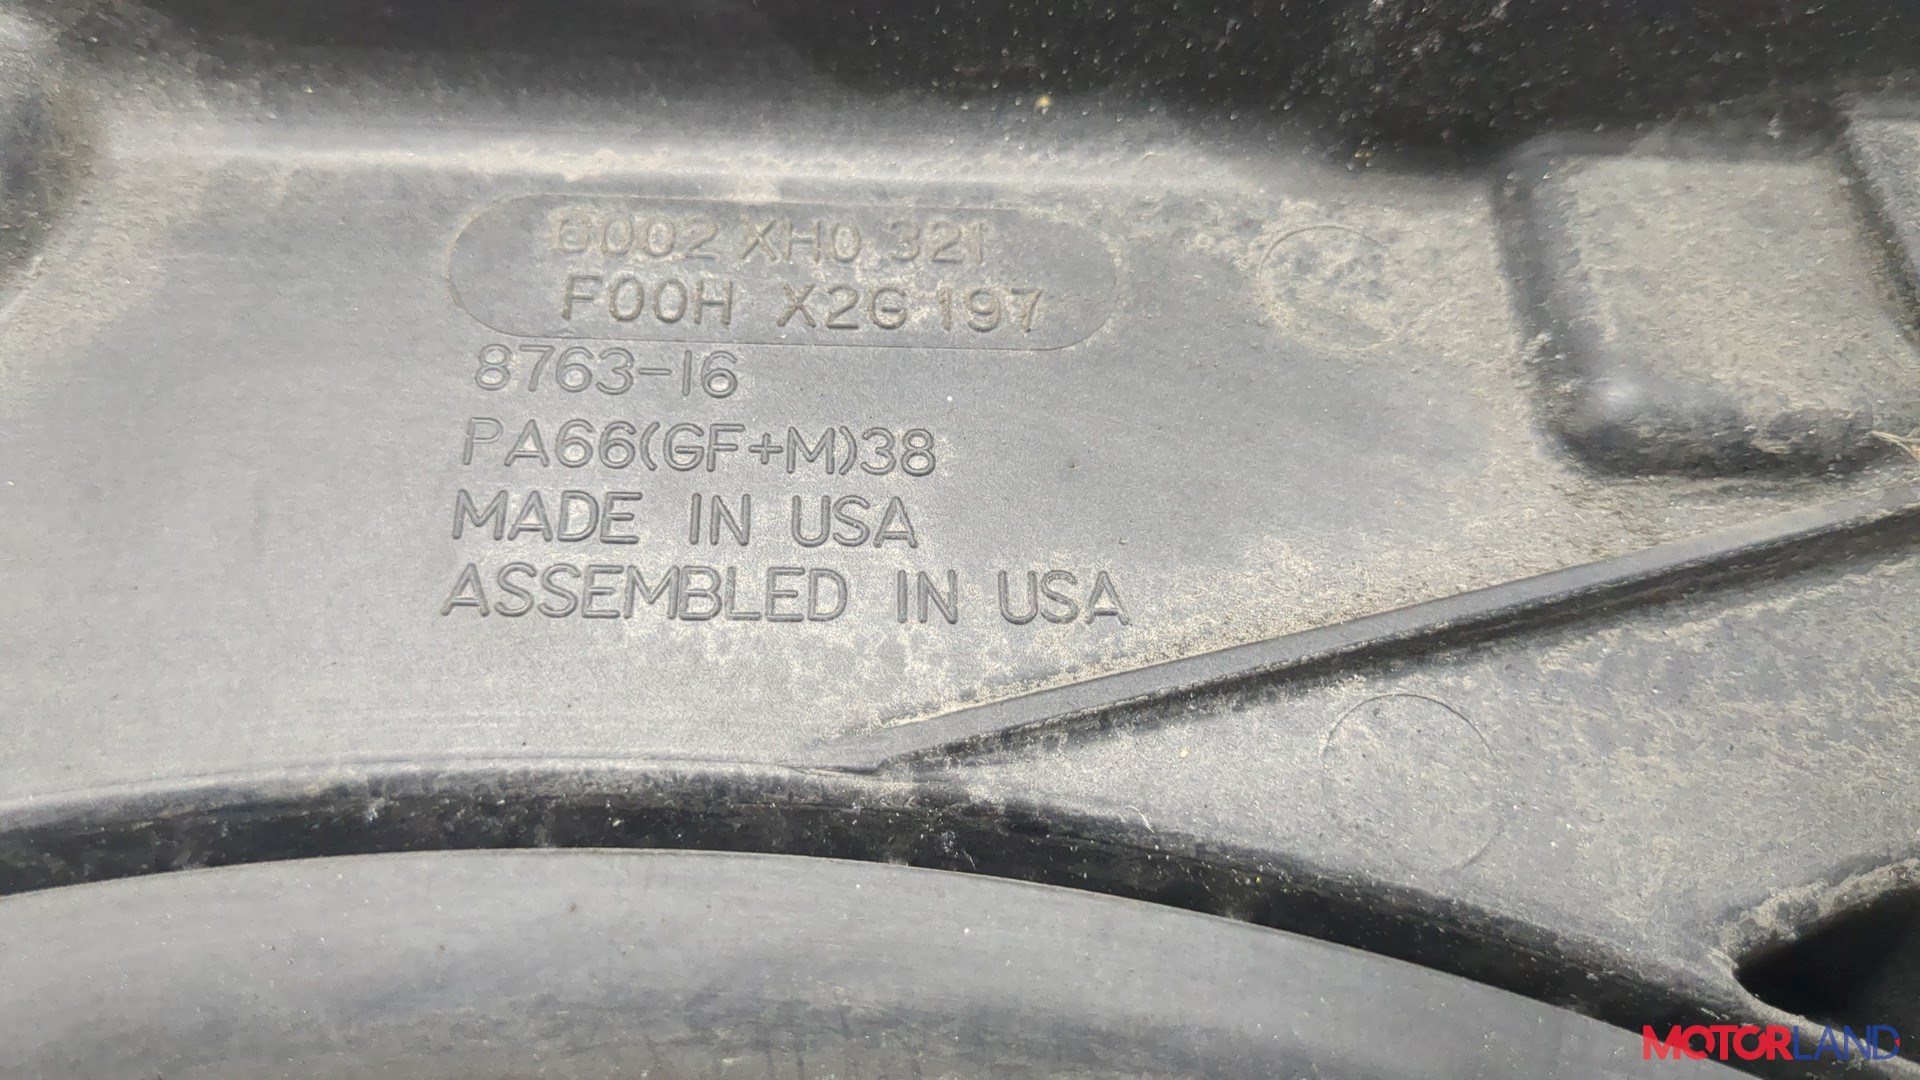 6002 XH0 321
F00H X2G 197
8763-16
PA66(GF+M)38
MADE IN USA
ASSEMBLED IN USA
MOTORLAND